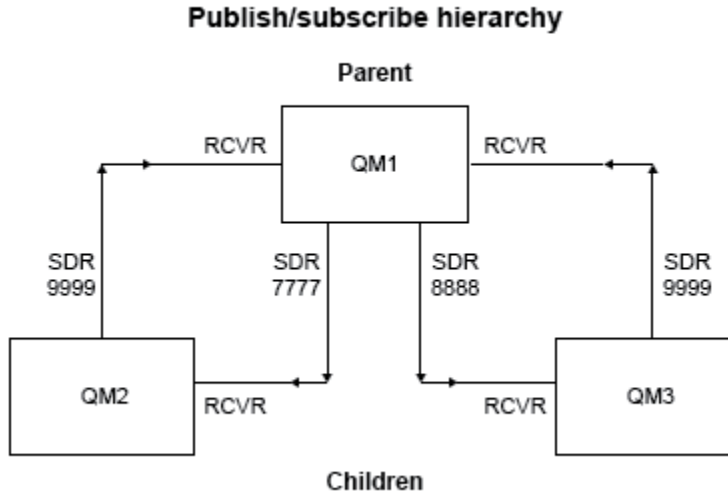 Publish/subscribe hierarchy
Parent
RCVR
QM1
RCVR
SDR
9999
SDR
7777
SDR
8888
SDR
9999
QM2
RCVR
RCVR
QM3
Children